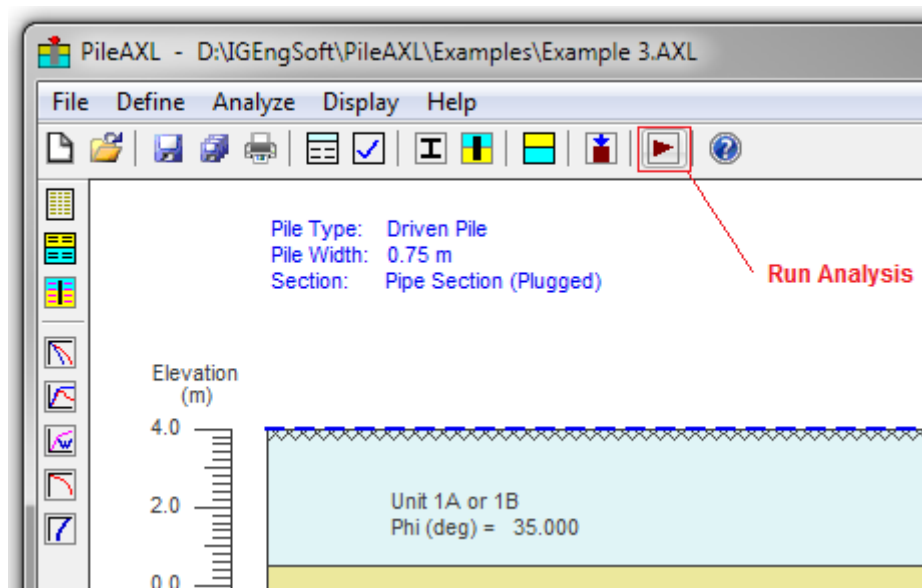 PileAXL - D:\IGEngSoft\PileAXL\Examples\Example 3.AXL
File Define Analyze Display Help
Pile Type: Driven Pile
Pile Width: 0.75 m
Section: Pipe Section (Plugged)
Run Analysis
Elevation
(m)
4.0
Unit 1A or 1B
2.0
Phi (deg) = 35.000
0.0